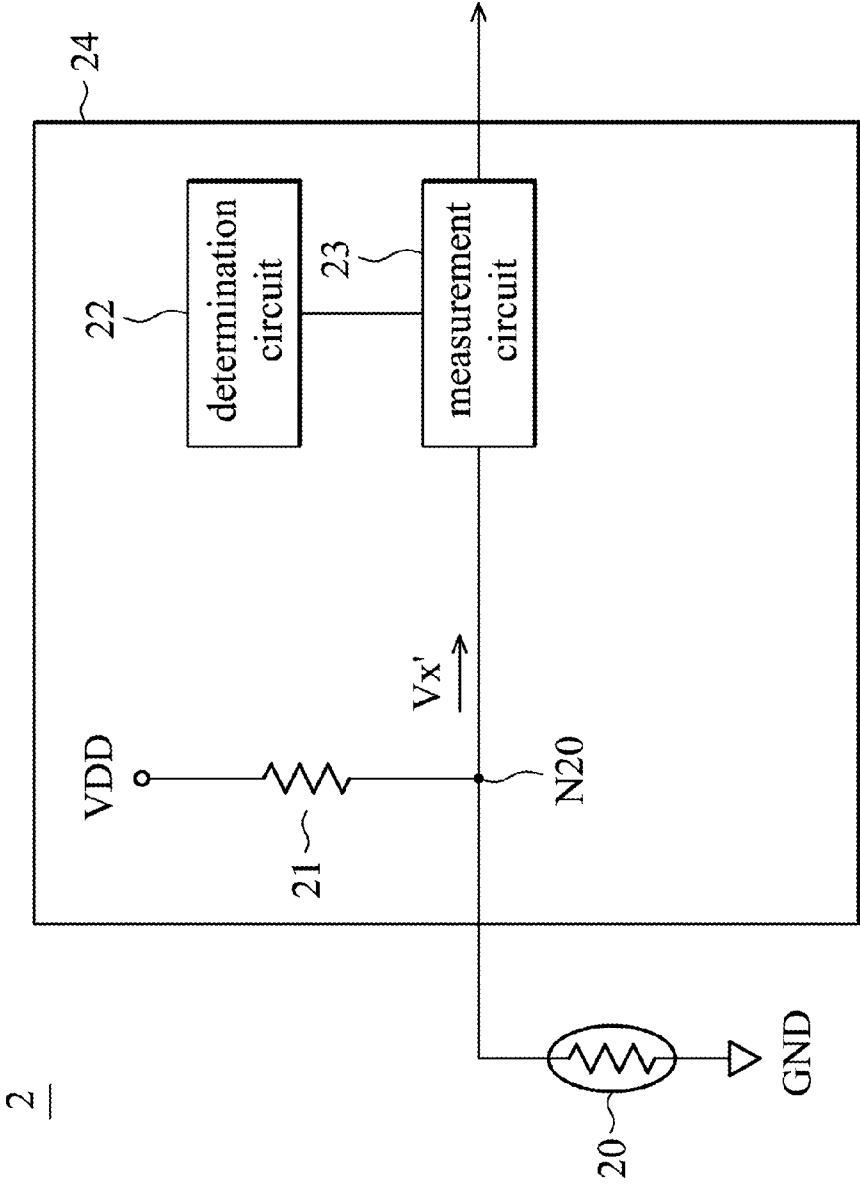 2
24
VDD
22
determination
circuit
21
23
Vx'
measurement
circuit
N20
20
GND